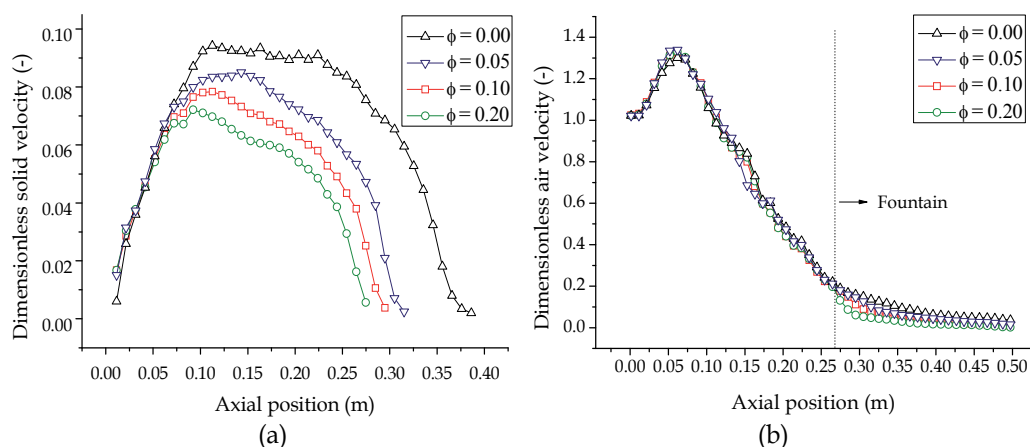 0.10
0.08
0.06
0.04
0.02
0.00
Dimensionless solid velocity (-)
ϕ = 0.00
ϕ = 0.05
ϕ = 0.10
ϕ = 0.20
0.00 0.05 0.10 0.15 0.20 0.25 0.30 0.35 0.40
Axial position (m)
(a)
1.4
1.2
1.0
0.8
0.6
0.4
0.2
0.0
Dimensionless air velocity (-)
ϕ = 0.00
ϕ = 0.05
ϕ = 0.10
ϕ = 0.20
Fountain
0.00 0.05 0.10 0.15 0.20 0.25 0.30 0.35 0.40 0.45 0.50
Axial position (m)
(b)